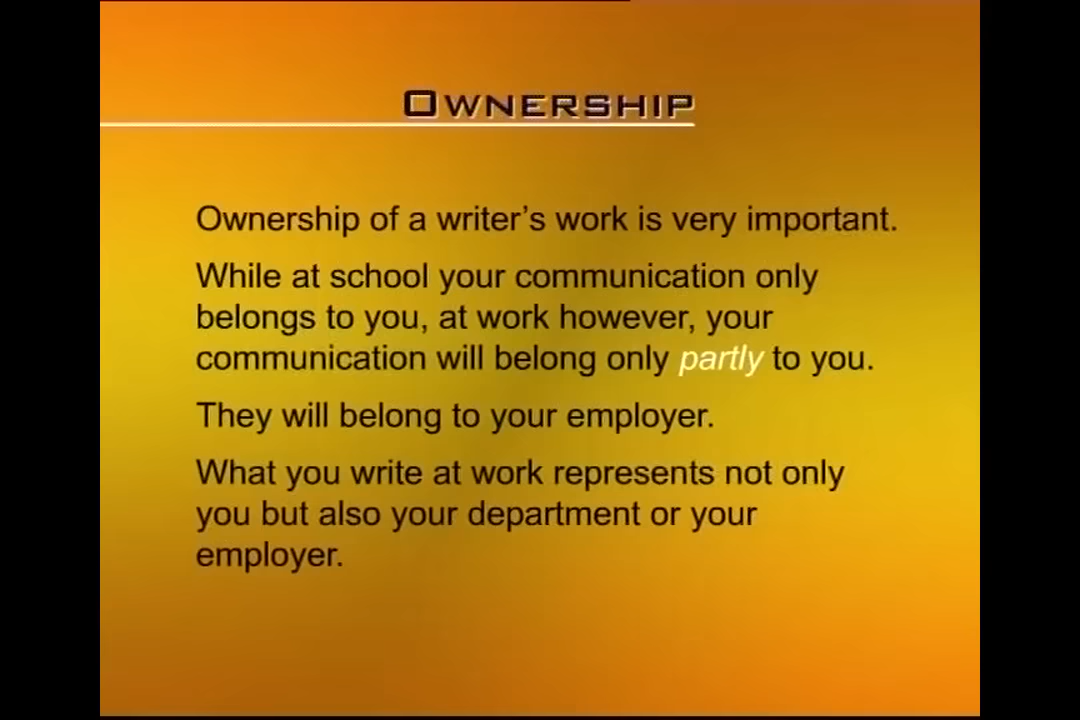 Ownership
Ownership of a writer’s work is very important.
While at school your communication only
belongs to you, at work however, your
communication will belong only partly to you.
They will belong to your employer.
What you write at work represents not only
you but also your department or your
employer.